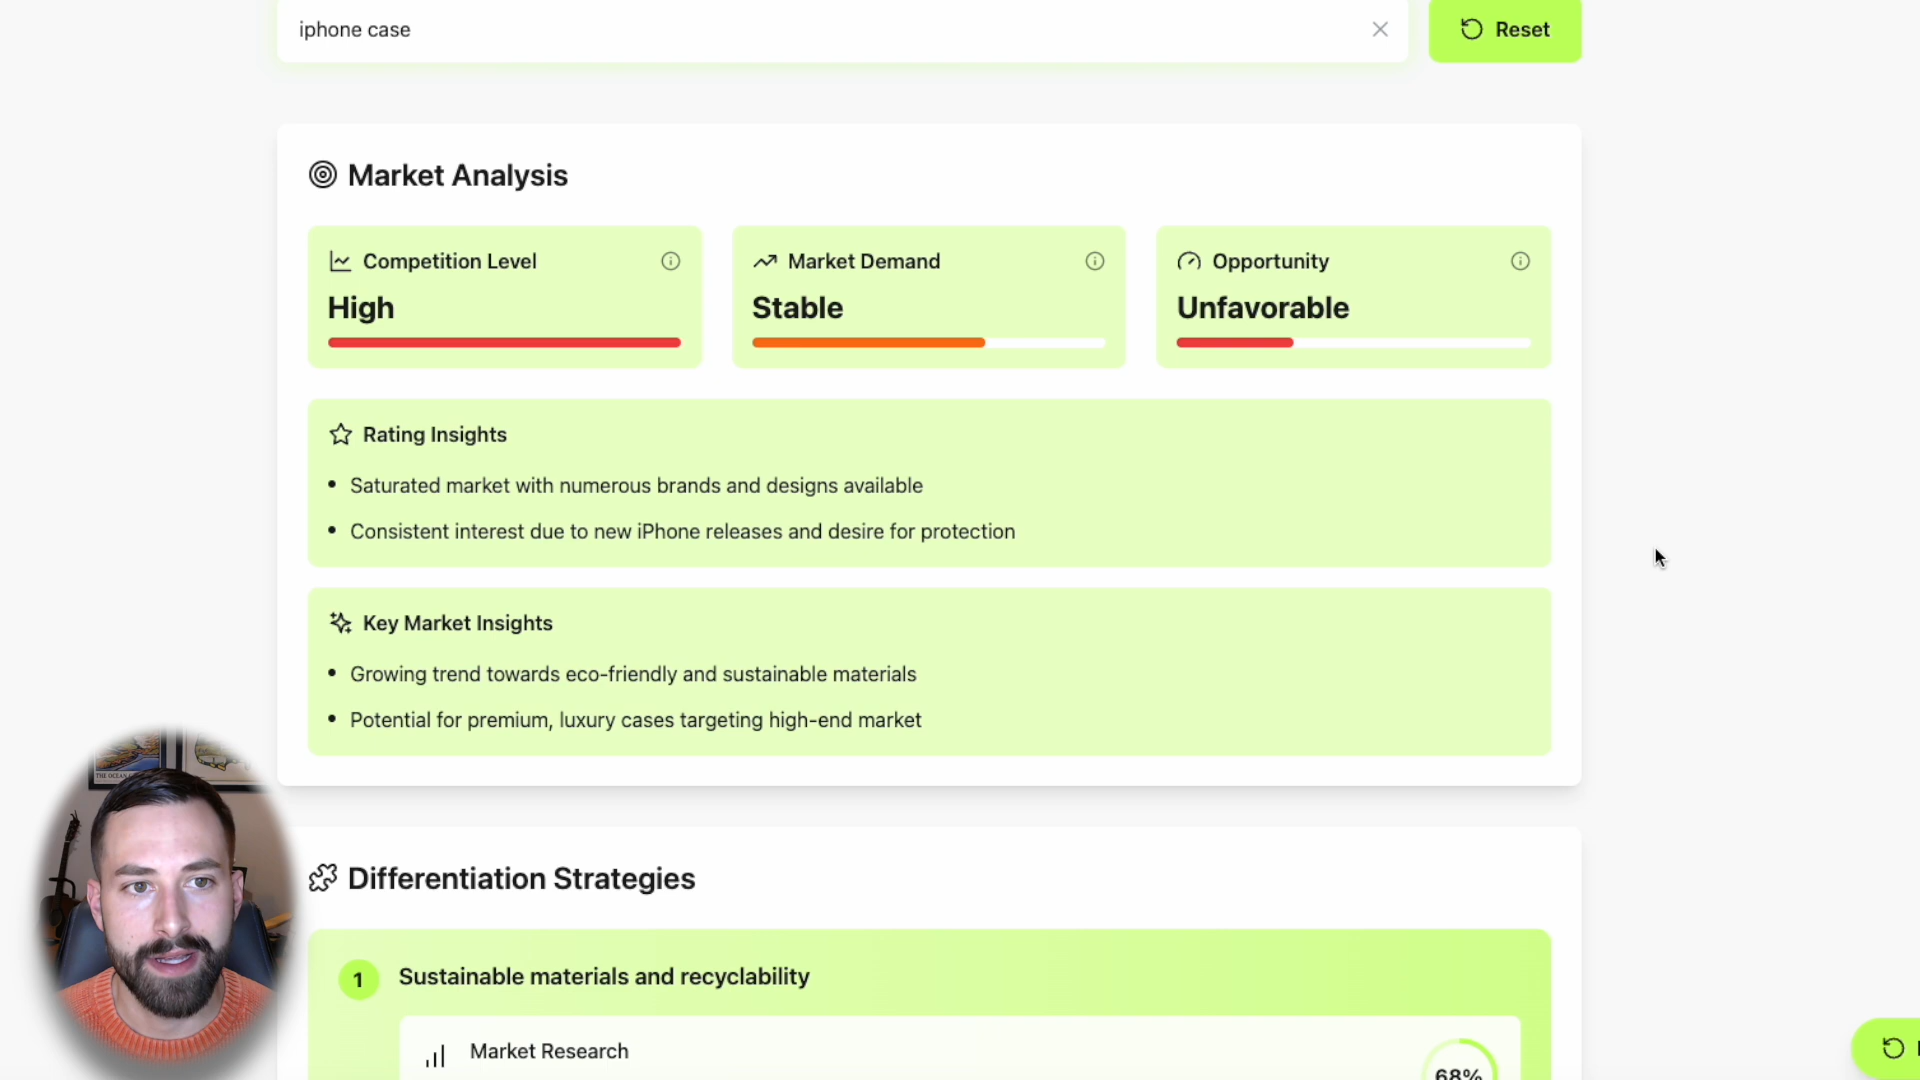 iphone case
Reset
Market Analysis
Competition Level
High
Market Demand
Stable
Opportunity
Unfavorable
Rating Insights
• Saturated market with numerous brands and designs available
• Consistent interest due to new iPhone releases and desire for protection
Key Market Insights
• Growing trend towards eco-friendly and sustainable materials
• Potential for premium, luxury cases targeting high-end market
THE OCEAN
Differentiation Strategies
1 Sustainable materials and recyclability
Market Research
68%